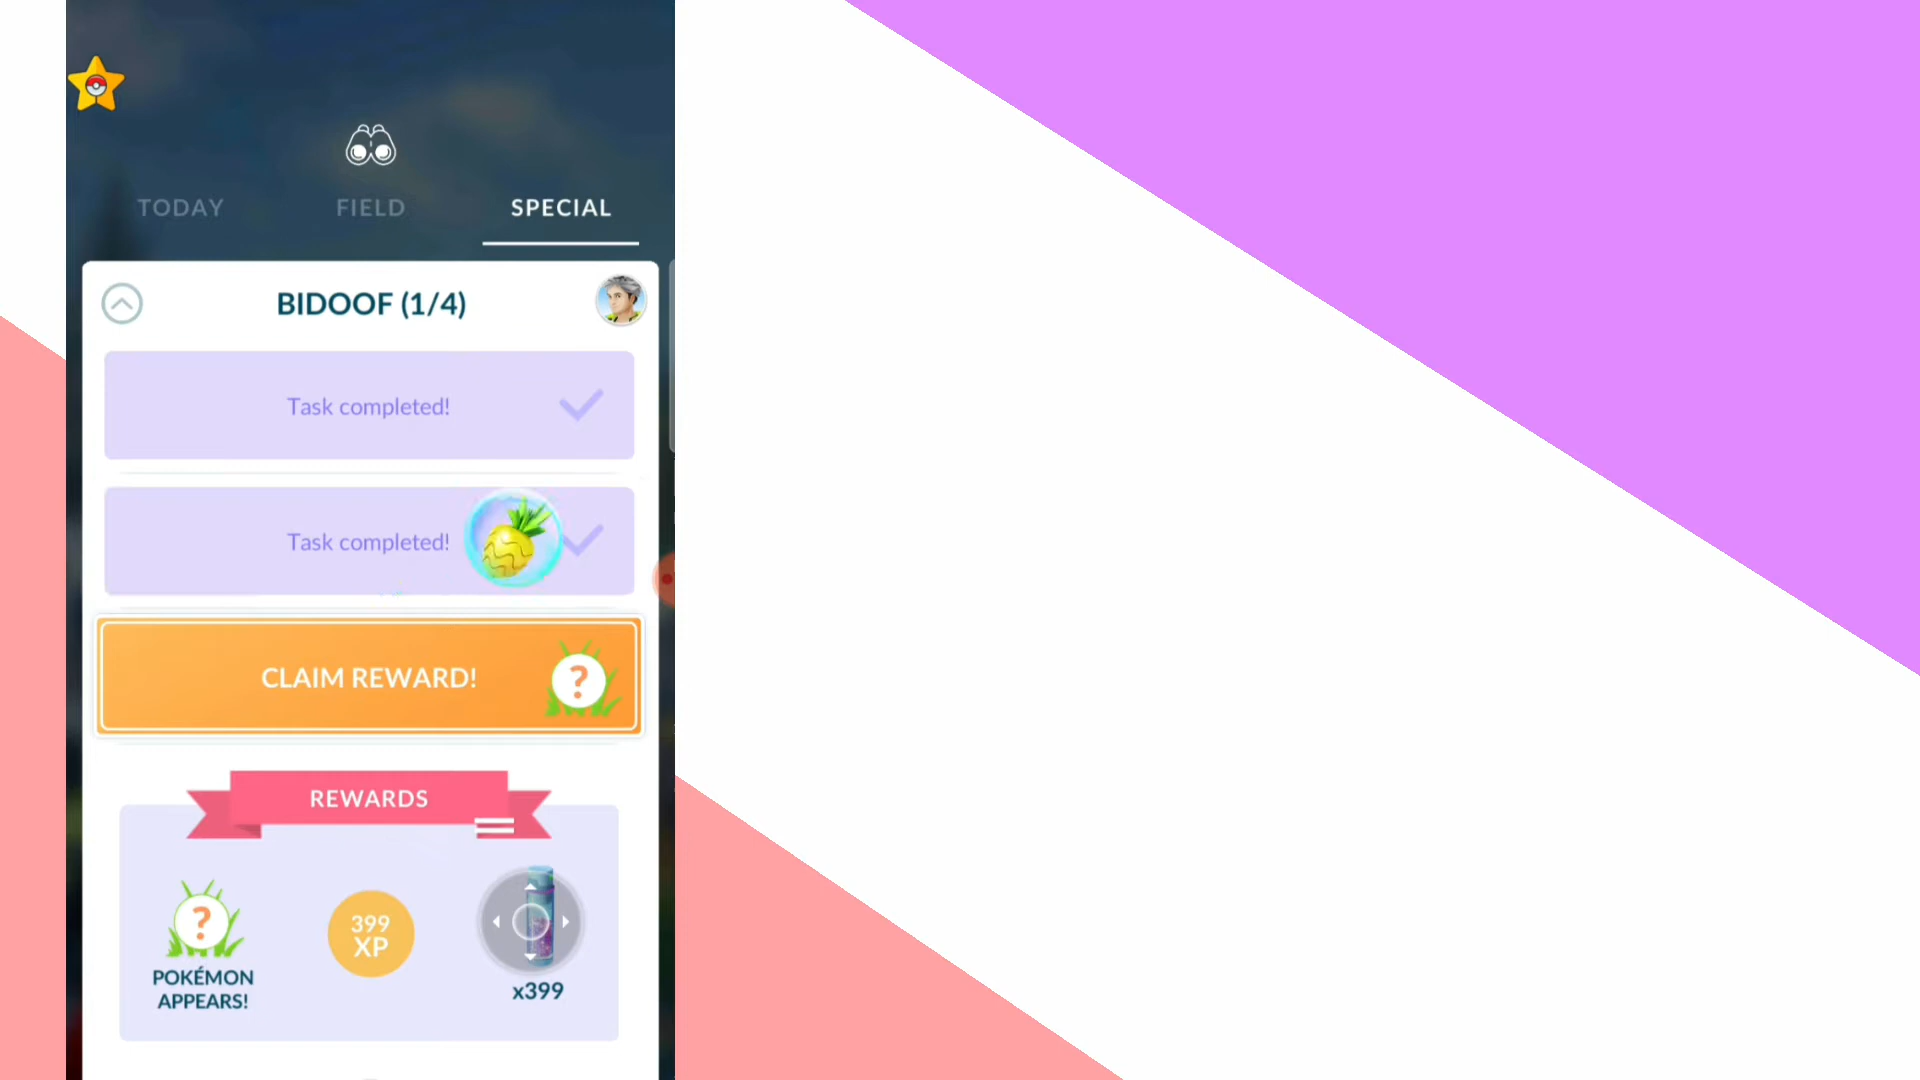 TODAY
FIELD
SPECIAL
BIDOOF (1/4)
Task completed!
Task completed!
CLAIM REWARD!
?
REWARDS
?
POKÉMON
APPEARS!
399
XP
x399